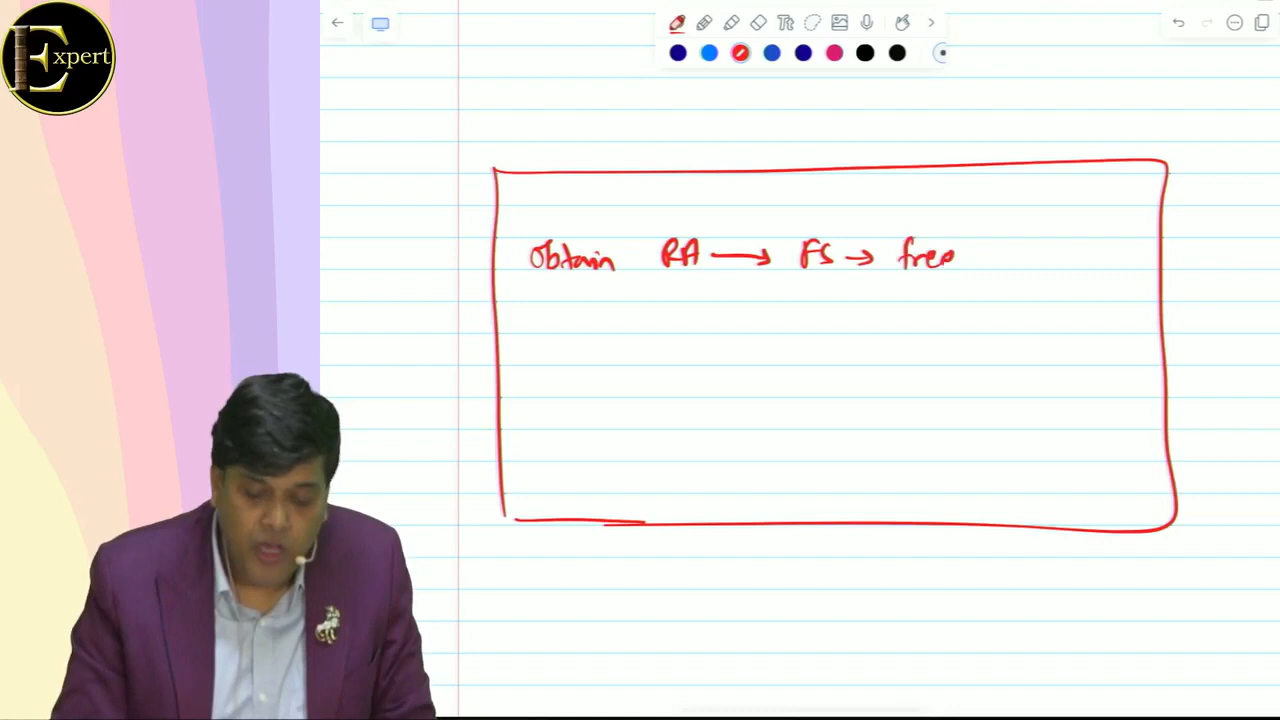 Expert
Obtain RA → FS → free